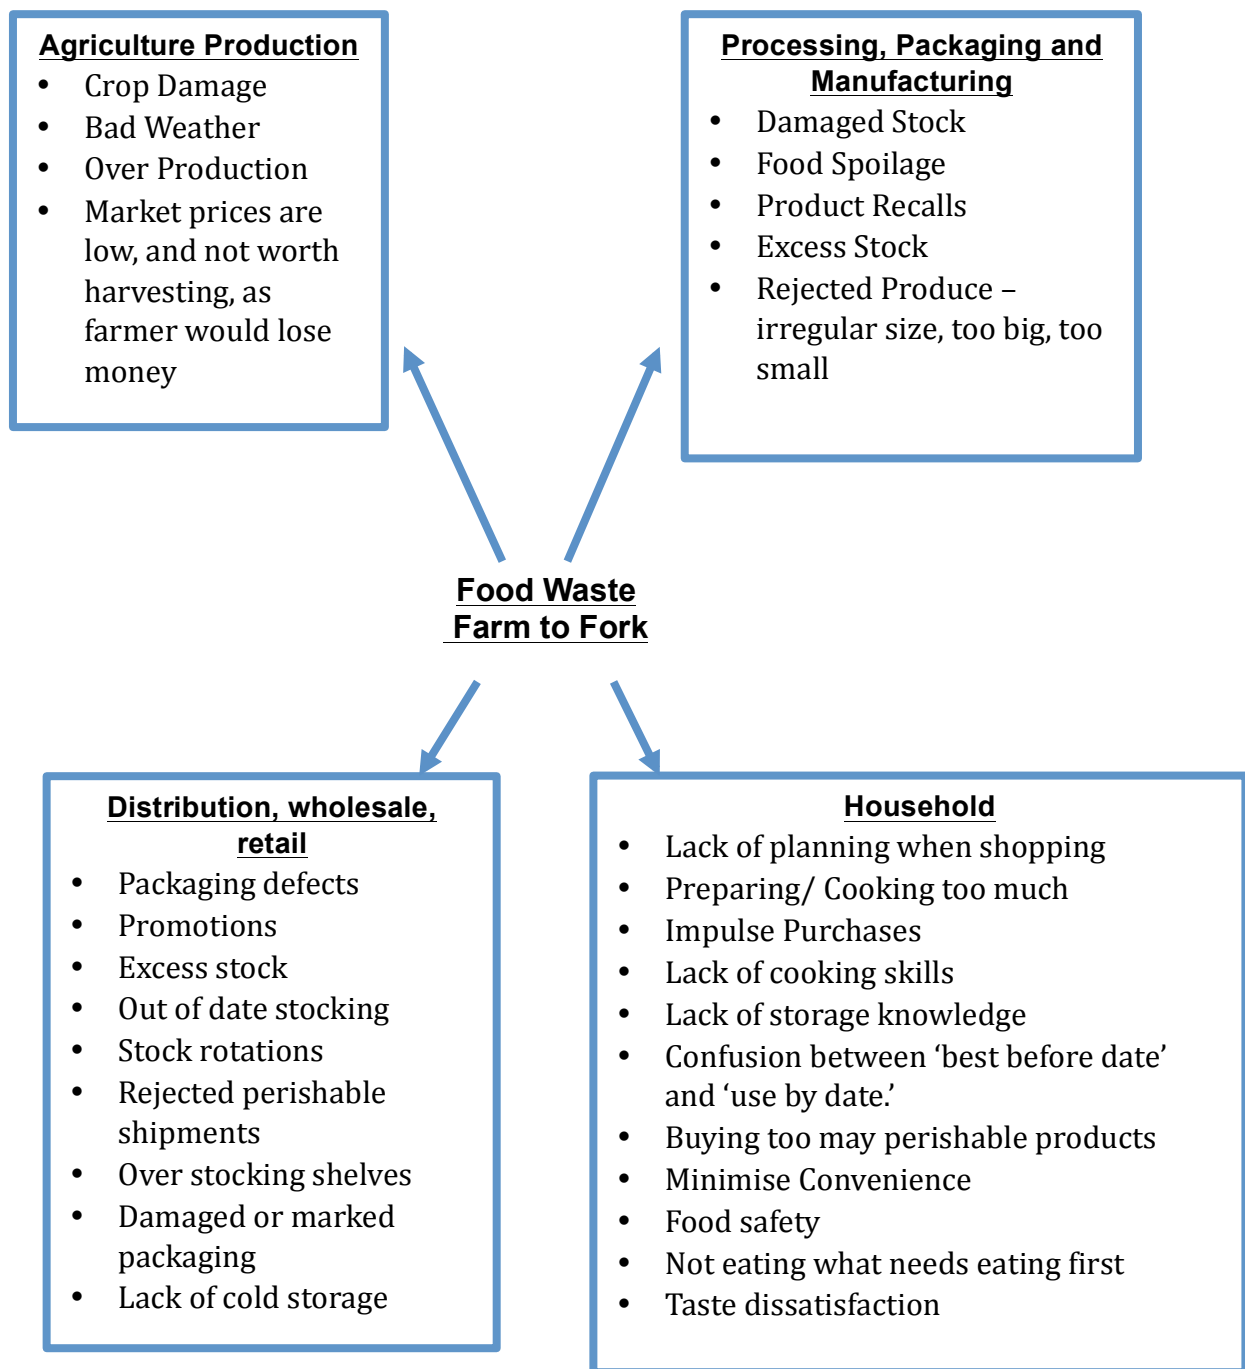 Agriculture Production
• Crop Damage
• Bad Weather
• Over Production
• Market prices are
low, and not worth
harvesting, as
farmer would lose
money
Processing, Packaging and
Manufacturing
• Damaged Stock
• Food Spoilage
• Product Recalls
• Excess Stock
• Rejected Produce –
irregular size, too big, too
small
Food Waste
Farm to Fork
Distribution, wholesale,
retail
• Packaging defects
• Promotions
• Excess stock
• Out of date stocking
• Stock rotations
• Rejected perishable
shipments
• Over stocking shelves
• Damaged or marked
packaging
• Lack of cold storage
Household
• Lack of planning when shopping
• Preparing/ Cooking too much
• Impulse Purchases
• Lack of cooking skills
• Lack of storage knowledge
• Confusion between ‘best before date’
and ‘use by date.’
• Buying too may perishable products
• Minimise Convenience
• Food safety
• Not eating what needs eating first
• Taste dissatisfaction